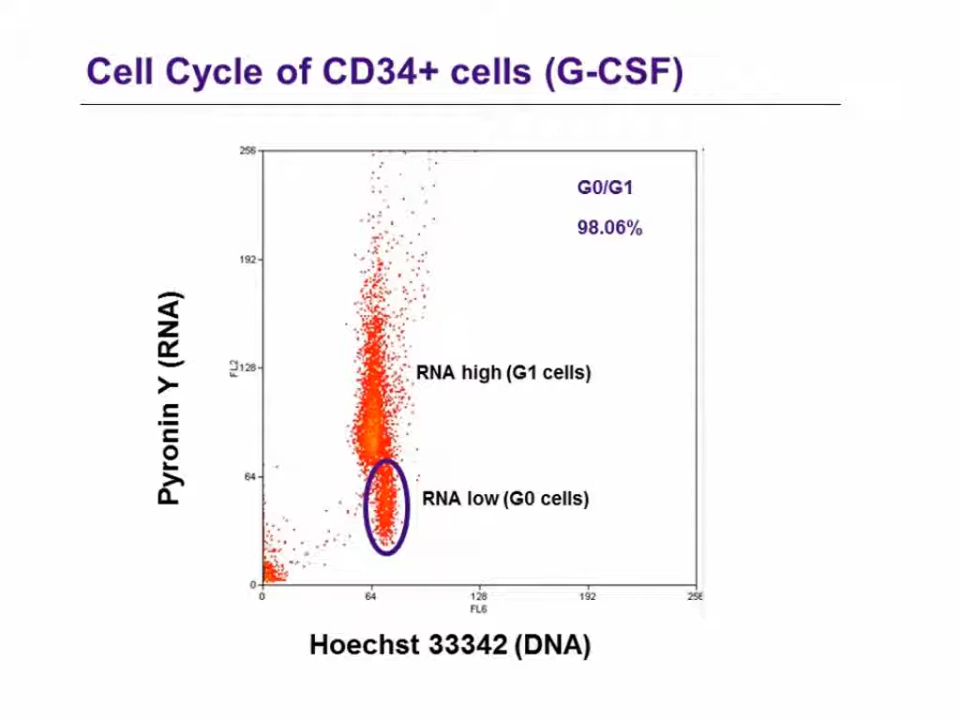 Cell Cycle of CD34+ cells (G-CSF)
256
G0/G1
98.06%
192
Pyronin Y (RNA)
FL2
128
RNA high (G1 cells)
64
RNA low (G0 cells)
0
0 64 128 192 256
FL6
Hoechst 33342 (DNA)